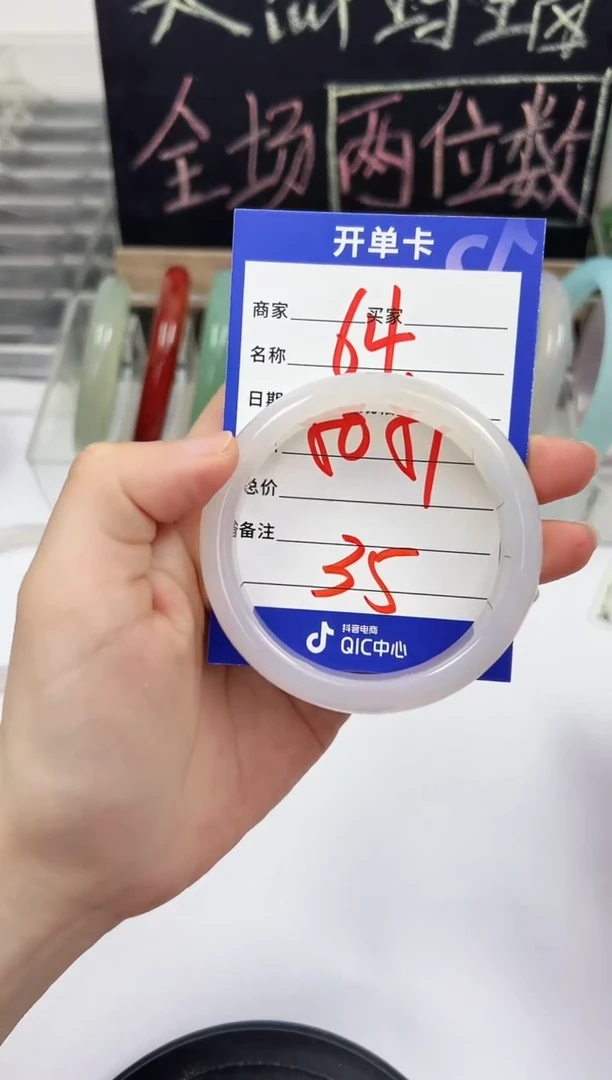 全场两位数
开单卡
商家 买家
64.
名称
日期
8081
总价
备注
35
抖音电商
QIC中心